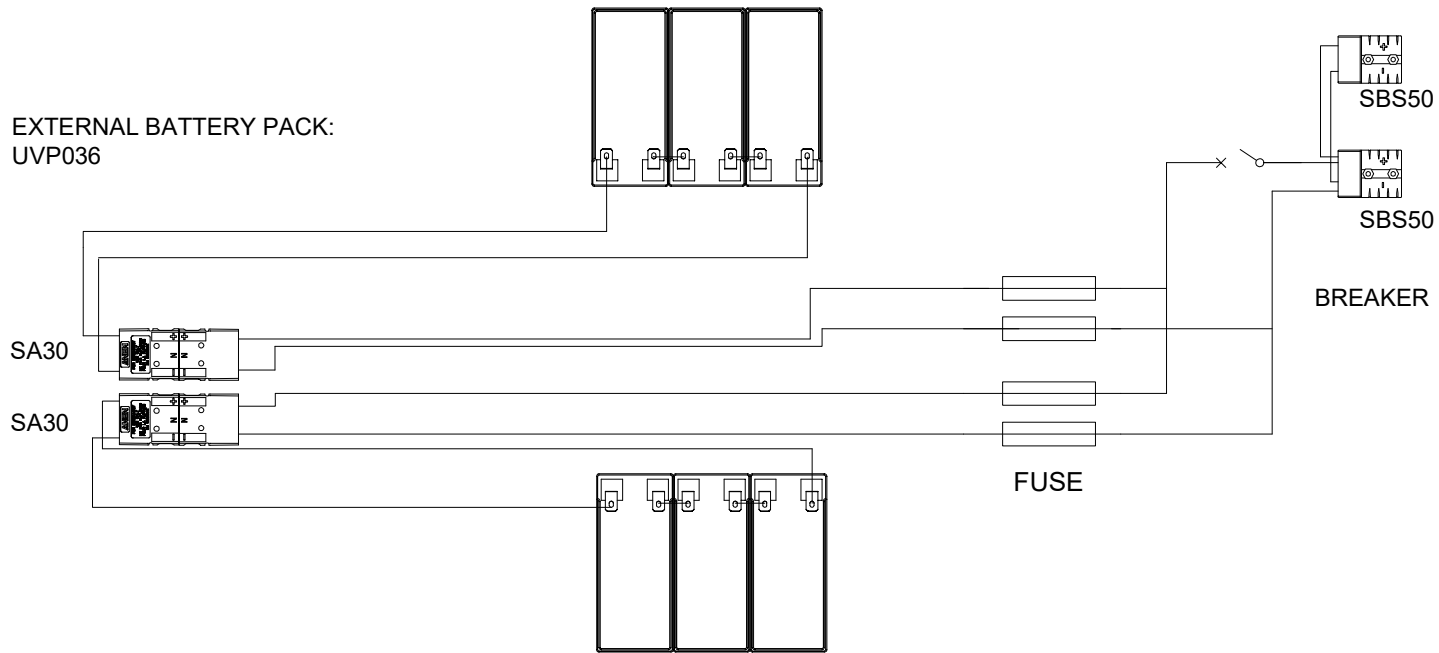 EXTERNAL BATTERY PACK:
UVP036
SBS50
SBS50
BREAKER
SA30
SA30
FUSE